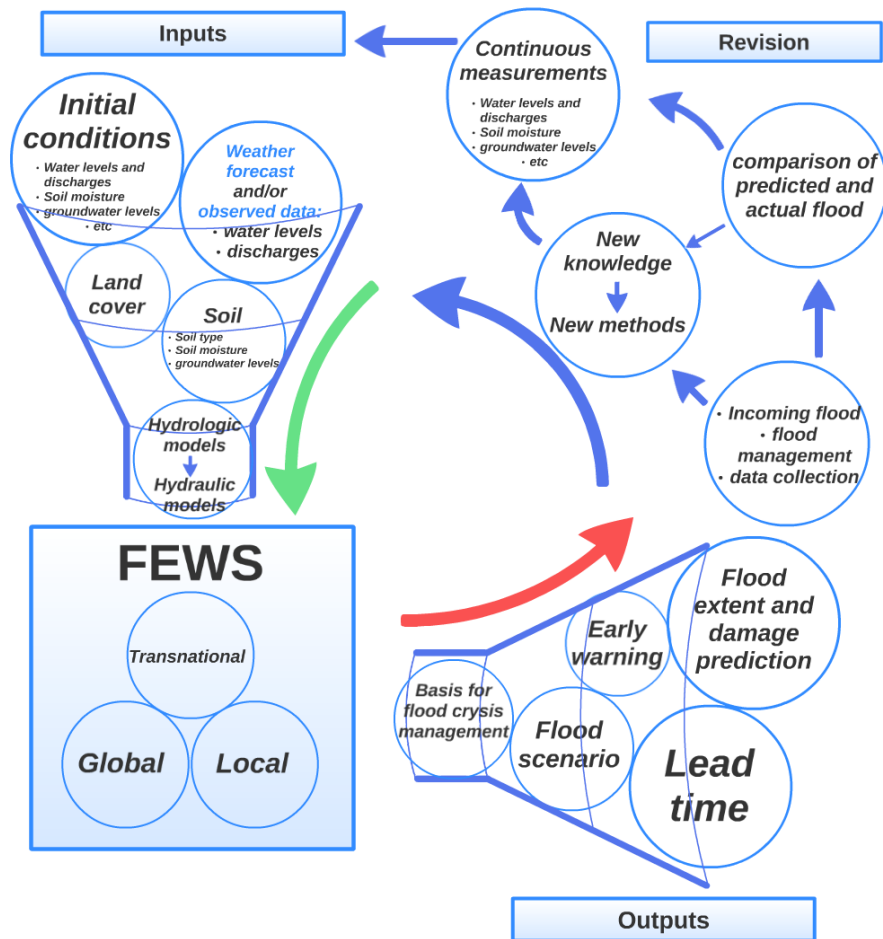 Inputs
Initial
conditions
· Water levels and
discharges
· Soil moisture
· groundwater levels
· etc
Weather
forecast
and/or
observed data:
· water levels
· discharges
Land
cover
Soil
· Soil type
· Soil moisture
· groundwater levels
Hydrologic
models
Hydraulic
models
FEWS
Transnational
Global
Local
Continuous
measurements
· Water levels and
discharges
· Soil moisture
· groundwater levels
· etc
Revision
comparison of
predicted and
actual flood
New
knowledge
New methods
· Incoming flood
· flood
management
· data collection
Basis for
flood crysis
management
Flood
scenario
Early
warning
Flood
extent and
damage
prediction
Lead
time
Outputs